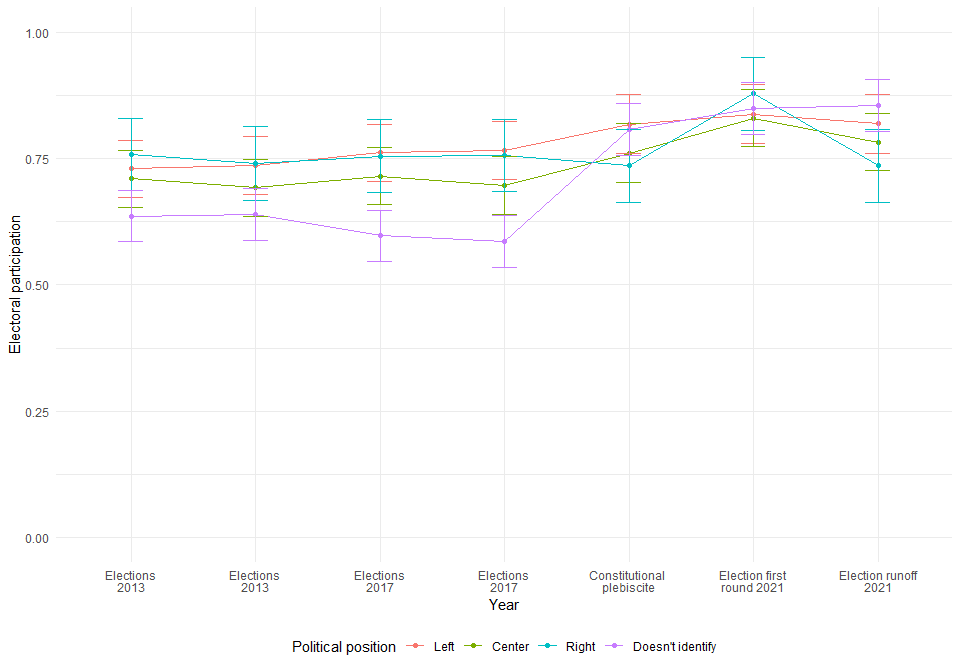 1.00
0.75
0.50
0.25
0.00
Electoral participation
Elections Elections Elections Elections Constitutional Election first Election runoff
2013 2013 2017 2017 plebiscite round 2021 2021
Year
Political position Left Center Right Doesn't identify